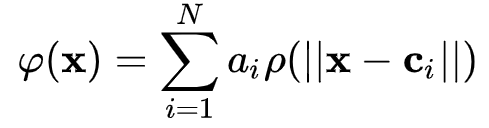 φ(𝐱) = ∑_{i=1}^{N} a_i ρ(||𝐱 − 𝐜_i||)